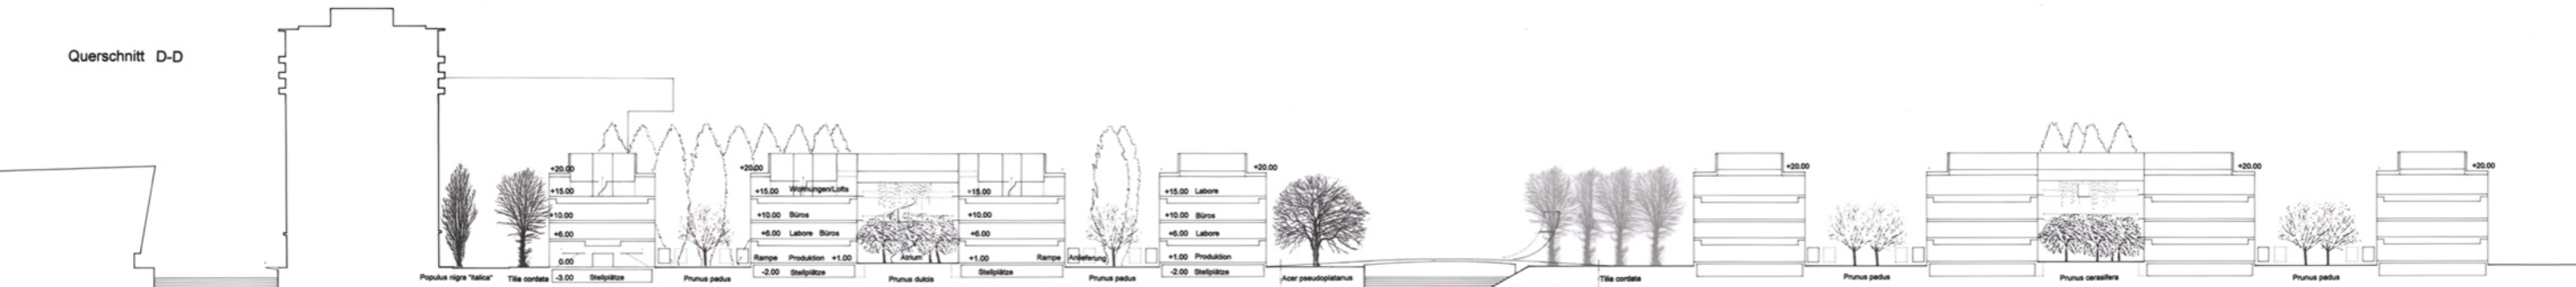 Querschnitt D-D
+20.00
+15.00
+10.00
+6.00
0.00
-3.00 Stellplätze
Populus nigra "italica"
Tilia cordata
Prunus padus
+20.00
+15.00 Wohnungen/Lofts
+10.00 Büros
+6.00 Labore Büros
Rampe Produktion +1.00
-2.00 Stellplätze
Atrium
Prunus dulcis
+15.00
+10.00
+6.00
+1.00
Rampe Anlieferung
Stellplätze
Prunus padus
+20.00
+15.00 Labore
+10.00 Büros
+6.00 Labore
+1.00 Produktion
-2.00 Stellplätze
Acer pseudoplatanus
Tilia cordata
+20.00
Prunus padus
+20.00
Prunus cerasifera
Prunus padus
+20.00